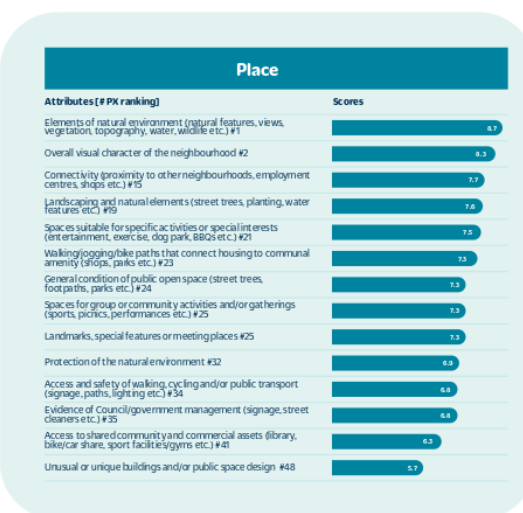 Place
Attributes [# PX ranking] Scores
Elements of natural environment (natural features, views,
vegetation, topography, water, wildlife etc.) #1
8.7
Overall visual character of the neighbourhood #2
8.3
Connectivity (proximity to other neighbourhoods, employment
centres, shops etc.) #15
7.7
Landscaping and natural elements (street trees, planting, water
features etc.) #19
7.6
Spaces suitable for specific activities or special interests
(entertainment, exercise, dog park, BBQs etc.) #21
7.5
Walking/jogging/bike paths that connect housing to communal
amenity (shops, parks etc.) #23
7.3
General condition of public open space (street trees,
footpaths, parks etc.) #24
7.3
Spaces for group or community activities and/or gatherings
(sports, picnics, performances etc.) #25
7.3
Landmarks, special features or meeting places #25
7.3
Protection of the natural environment #32
6.9
Access and safety of walking, cycling and/or public transport
(signage, paths, lighting etc.) #34
6.8
Evidence of Council/government management (signage, street
cleaners etc.) #35
6.8
Access to shared community and commercial assets (library,
bike/car share, sport facilities/gyms etc.) #41
6.3
Unusual or unique buildings and/or public space design #48
5.7